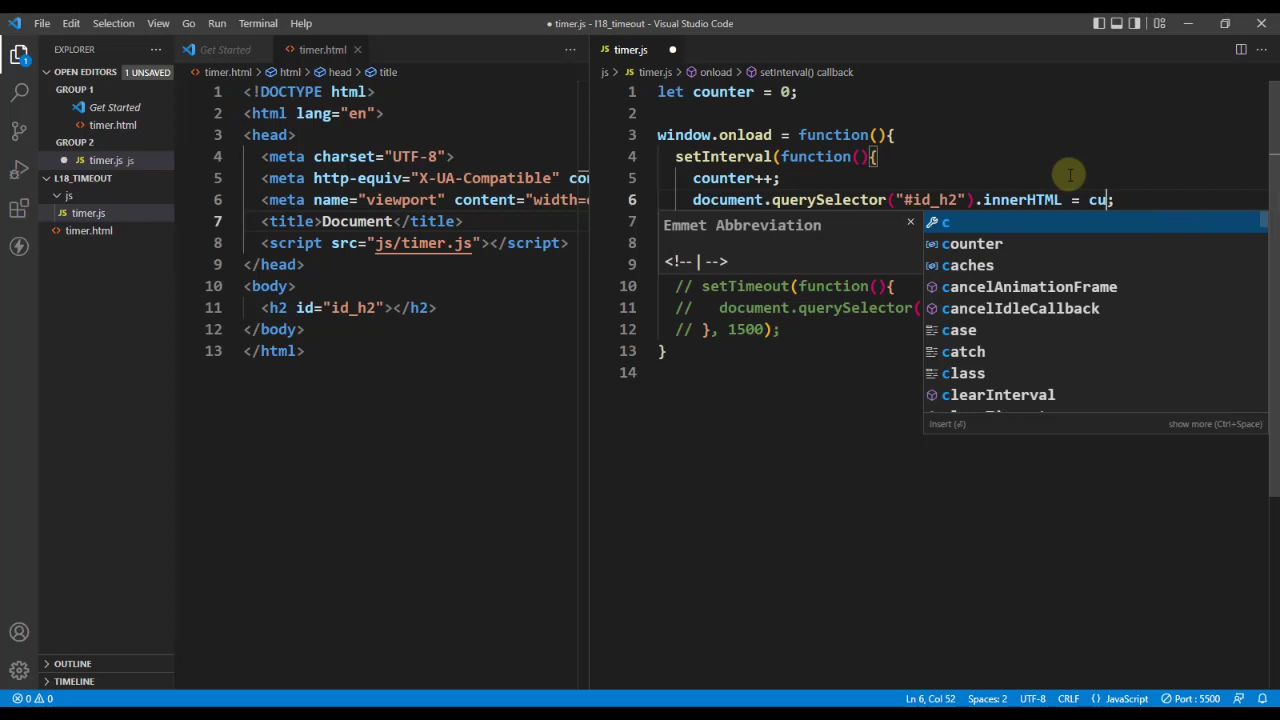 File Edit Selection View Go Run Terminal Help
● timer.js - l18_timeout - Visual Studio Code
EXPLORER ···
1
OPEN EDITORS 1 UNSAVED
GROUP 1
Get Started
timer.html
GROUP 2
timer.js js
L18_TIMEOUT
js
timer.js
timer.html
OUTLINE
TIMELINE
Get Started timer.html ···
timer.html > html > head > title
1 <!DOCTYPE html>
2 <html lang="en">
3 <head>
4 <meta charset="UTF-8">
5 <meta http-equiv="X-UA-Compatible" co
6 <meta name="viewport" content="width=
7 <title>Document</title>
8 <script src="js/timer.js"></script>
9 </head>
10 <body>
11 <h2 id="id_h2"></h2>
12 </body>
13 </html>
JS timer.js ● ···
js > JS timer.js > onload > setInterval() callback
1 let counter = 0;
2
3 window.onload = function(){
4 setInterval(function(){
5 counter++;
6 document.querySelector("#id_h2").innerHTML = cu;
7
8
9
10 // setTimeout(function(){
11 // document.querySelector(
12 // }, 1500);
13 }
14
Emmet Abbreviation
<!-- | -->
c
counter
caches
cancelAnimationFrame
cancelIdleCallback
case
catch
class
clearInterval
Insert (⏎) show more (Ctrl+Space)
0 0 Ln 6, Col 52 Spaces: 2 UTF-8 CRLF {} JavaScript Port : 5500